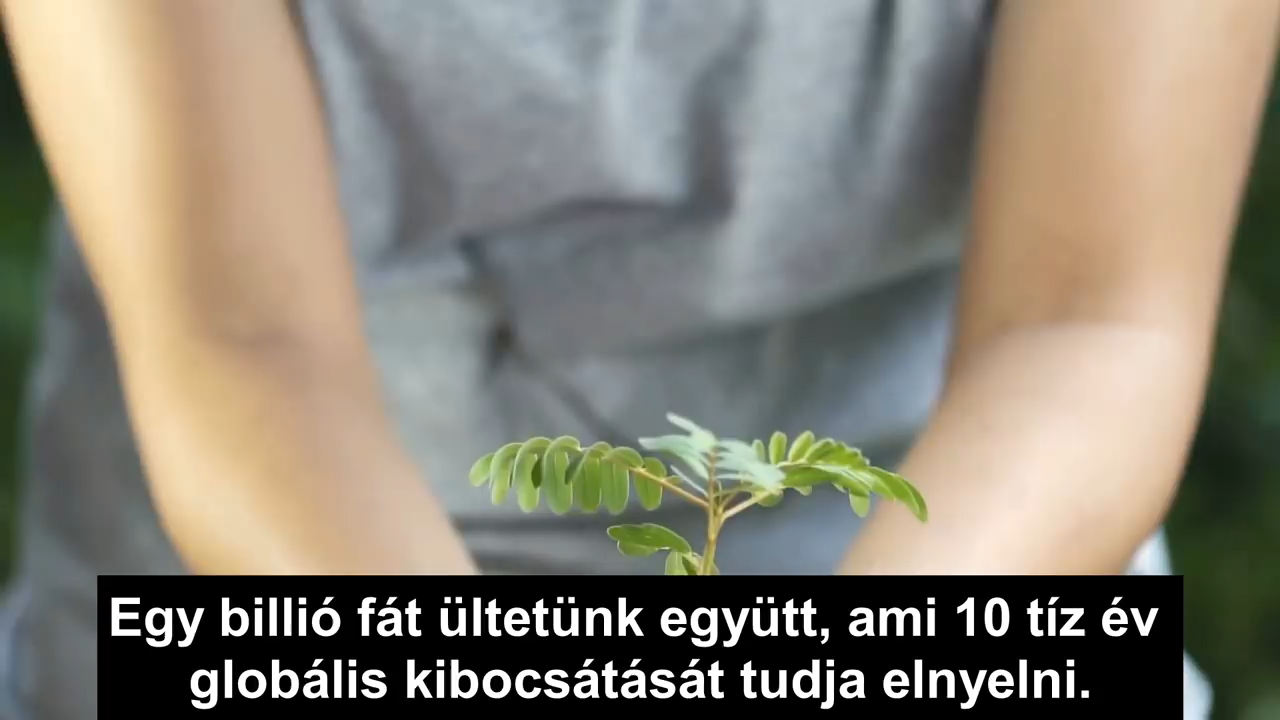 Egy billió fát ültetünk együtt, ami 10 tíz év
globális kibocsátását tudja elnyelni.